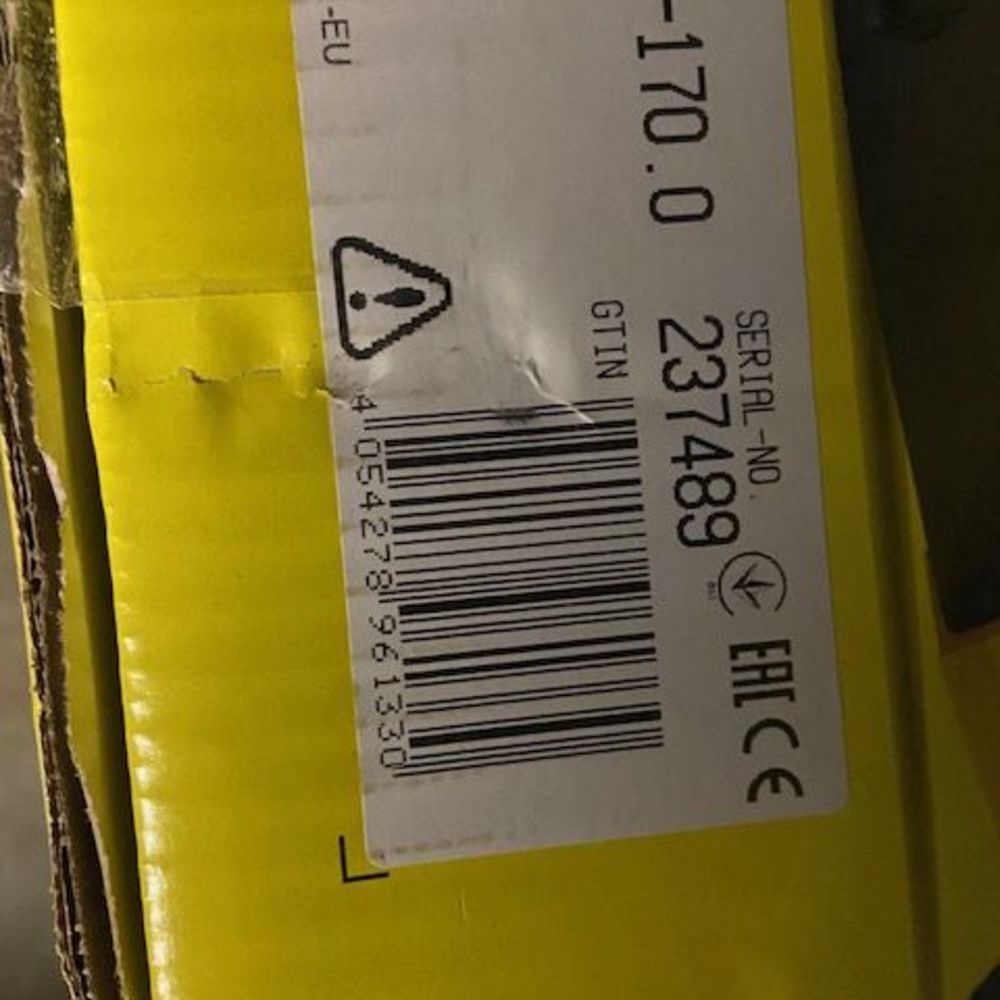 SERIAL-NO.
-170.0 237489
GTIN
4 054278 961330
-EU
EAC CE